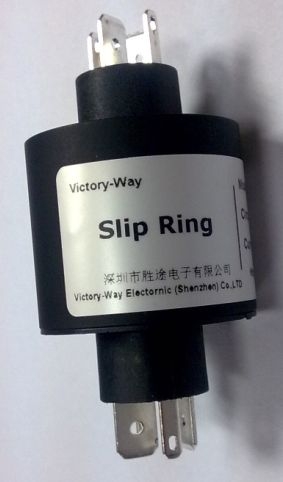 Victory-Way
Slip Ring
深圳市胜途电子有限公司
Victory-Way Electornic (Shenzhen) Co.,LTD